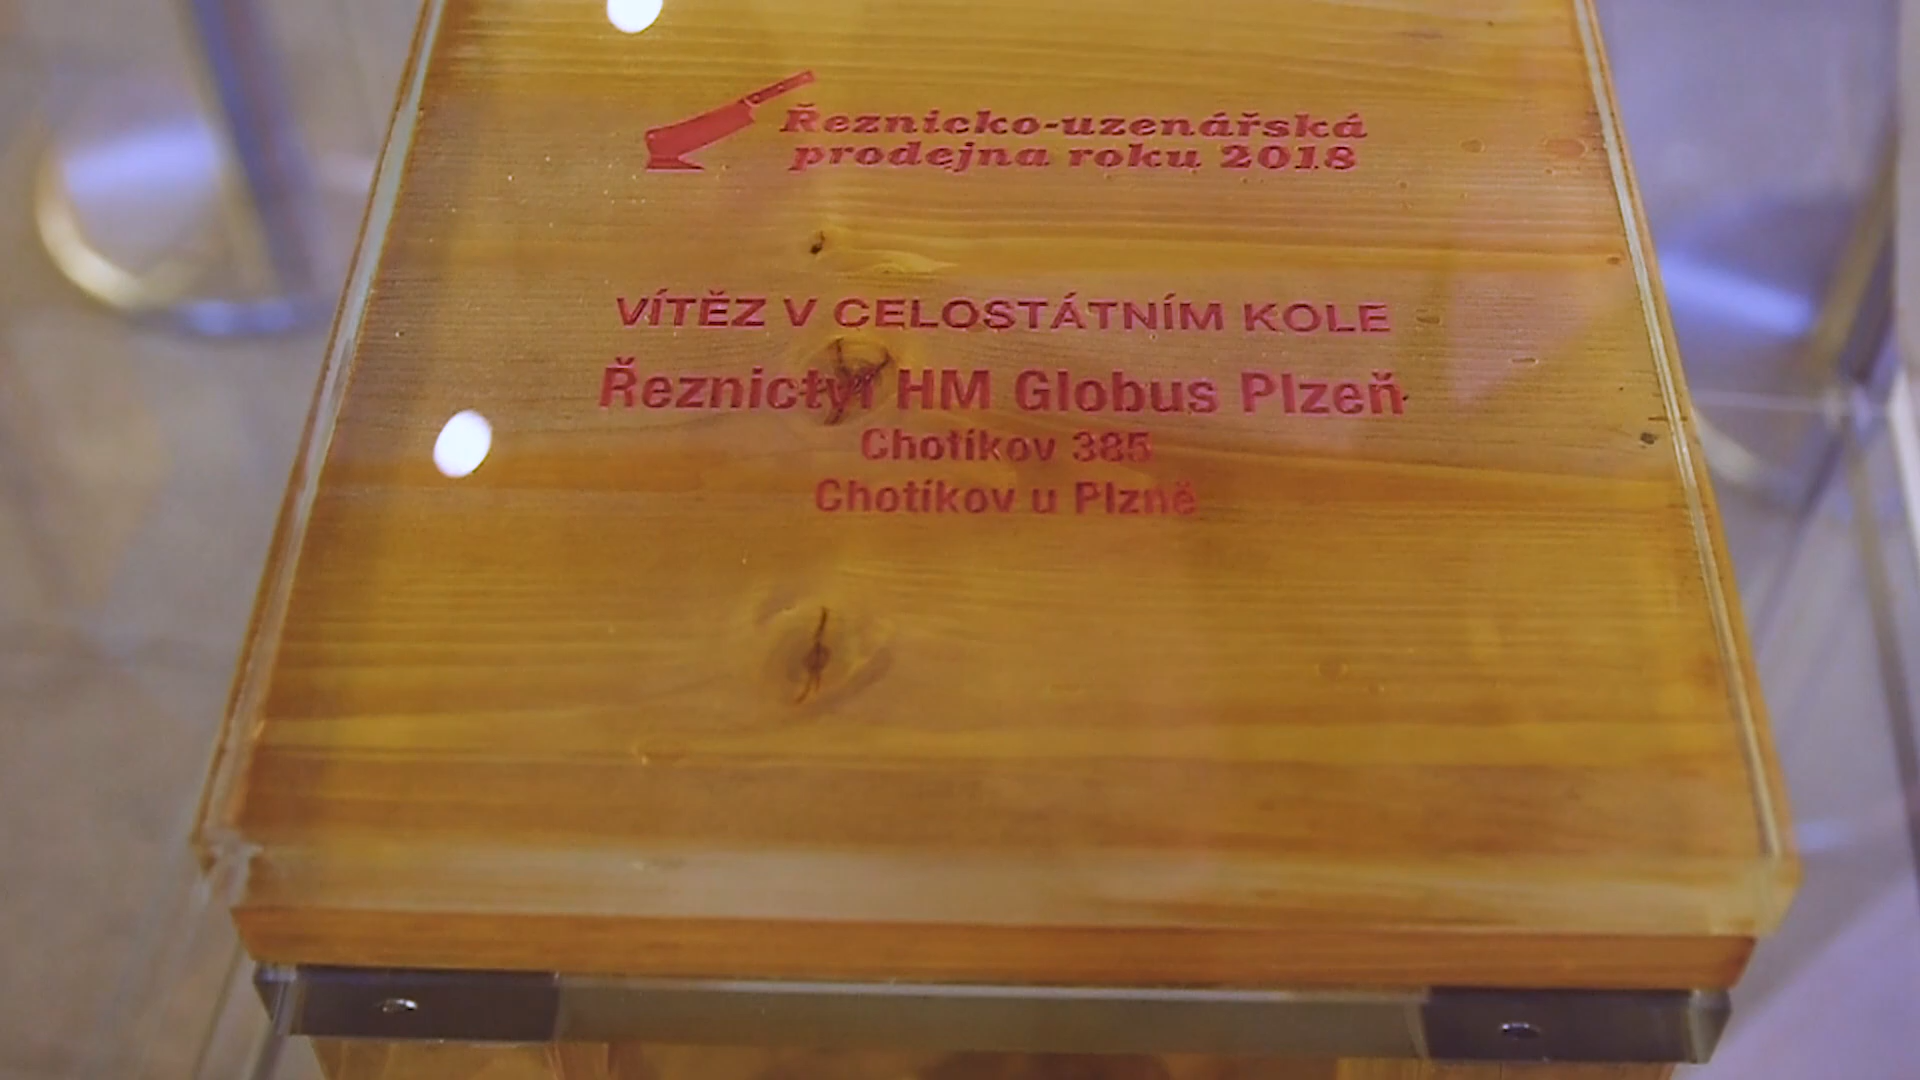 Řeznicko-uzenářská
prodejna roku 2018
VÍTĚZ V CELOSTÁTNÍM KOLE
Řeznictví HM Globus Plzeň
Chotíkov 385
Chotíkov u Plzně